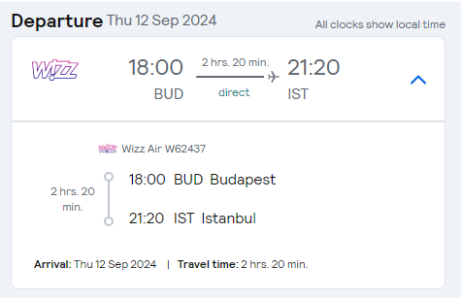 Departure Thu 12 Sep 2024 All clocks show local time
WIZZ 18:00 2 hrs. 20 min. 21:20
BUD direct IST
WIZZ Wizz Air W62437
18:00 BUD Budapest
2 hrs. 20
min.
21:20 IST Istanbul
Arrival: Thu 12 Sep 2024 | Travel time: 2 hrs. 20 min.